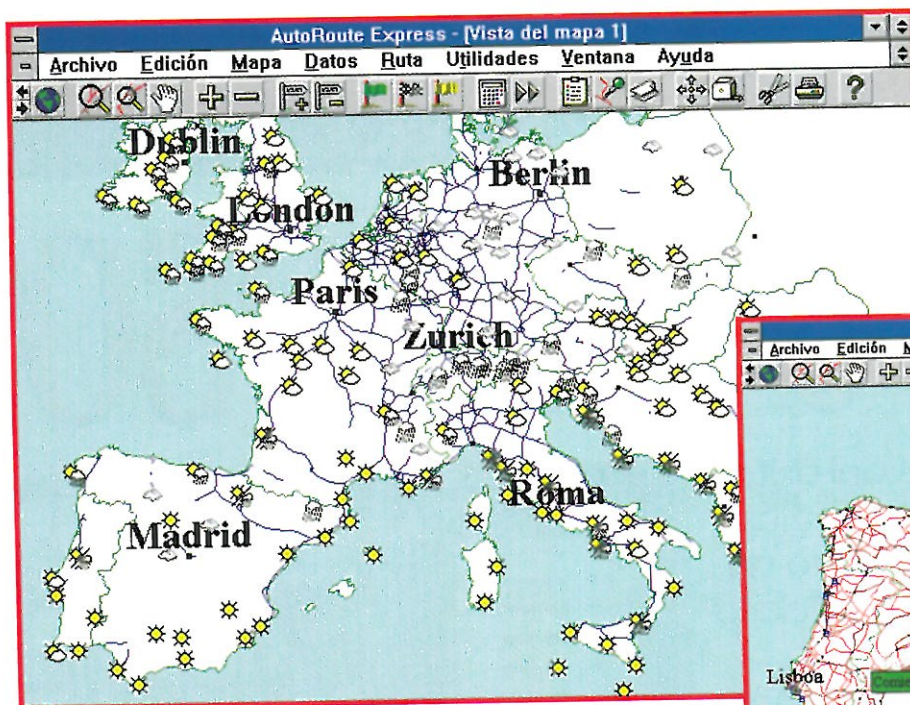 AutoRoute Express - [Vista del mapa 1]
Archivo Edición Mapa Datos Ruta Utilidades Ventana Ayuda
Dublin
London
Berlin
Paris
Zurich
Roma
Madrid
Archivo Edición
Lisboa